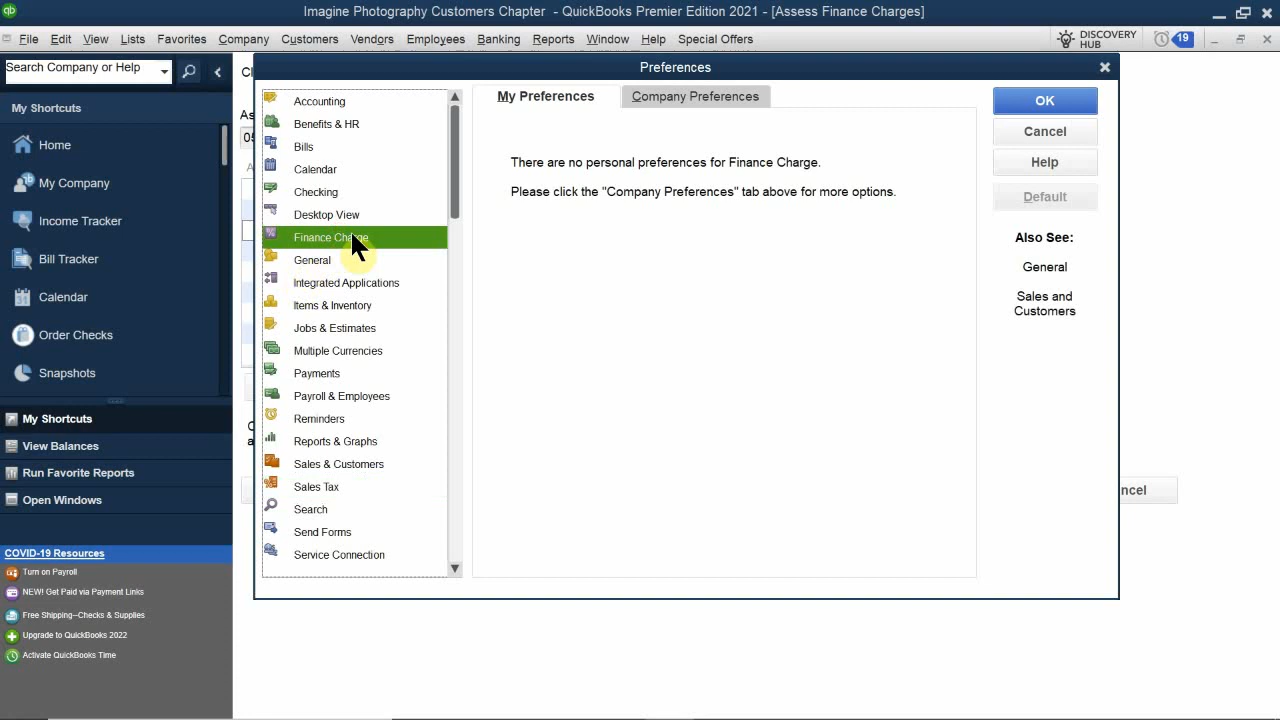 Imagine Photography Customers Chapter - QuickBooks Premier Edition 2021 - [Assess Finance Charges]
File Edit View Lists Favorites Company Customers Vendors Employees Banking Reports Window Help Special Offers
DISCOVERY HUB
19
Search Company or Help
My Shortcuts
Home
My Company
Income Tracker
Bill Tracker
Calendar
Order Checks
Snapshots
My Shortcuts
View Balances
Run Favorite Reports
Open Windows
COVID-19 Resources
Turn on Payroll
NEW! Get Paid via Payment Links
Free Shipping--Checks & Supplies
Upgrade to QuickBooks 2022
Activate QuickBooks Time
Preferences
Accounting
Benefits & HR
Bills
Calendar
Checking
Desktop View
Finance Charge
General
Integrated Applications
Items & Inventory
Jobs & Estimates
Multiple Currencies
Payments
Payroll & Employees
Reminders
Reports & Graphs
Sales & Customers
Sales Tax
Search
Send Forms
Service Connection
My Preferences
Company Preferences
There are no personal preferences for Finance Charge.
Please click the "Company Preferences" tab above for more options.
OK
Cancel
Help
Default
Also See:
General
Sales and
Customers
ncel